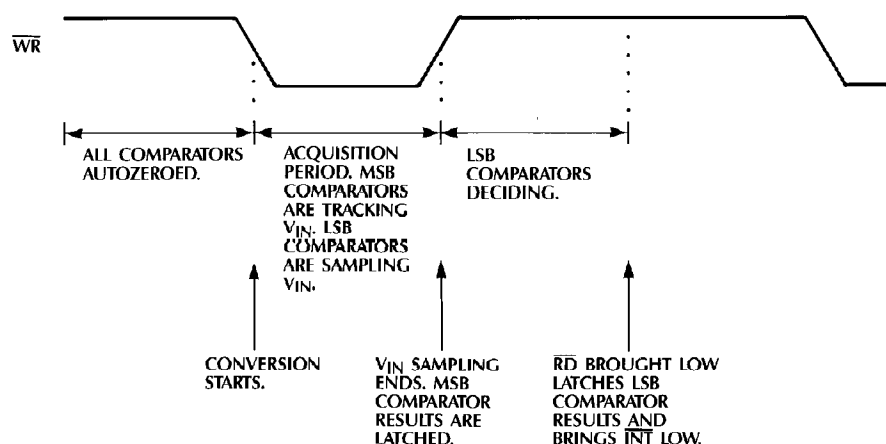 WR
ALL COMPARATORS
AUTOZEROED.
ACQUISITION
PERIOD. MSB
COMPARATORS
ARE TRACKING
VIN. LSB
COMPARATORS
ARE SAMPLING
VIN.
LSB
COMPARATORS
DECIDING.
CONVERSION
STARTS.
VIN SAMPLING
ENDS. MSB
COMPARATOR
RESULTS ARE
LATCHED.
RD BROUGHT LOW
LATCHES LSB
COMPARATOR
RESULTS AND
BRINGS INT LOW.